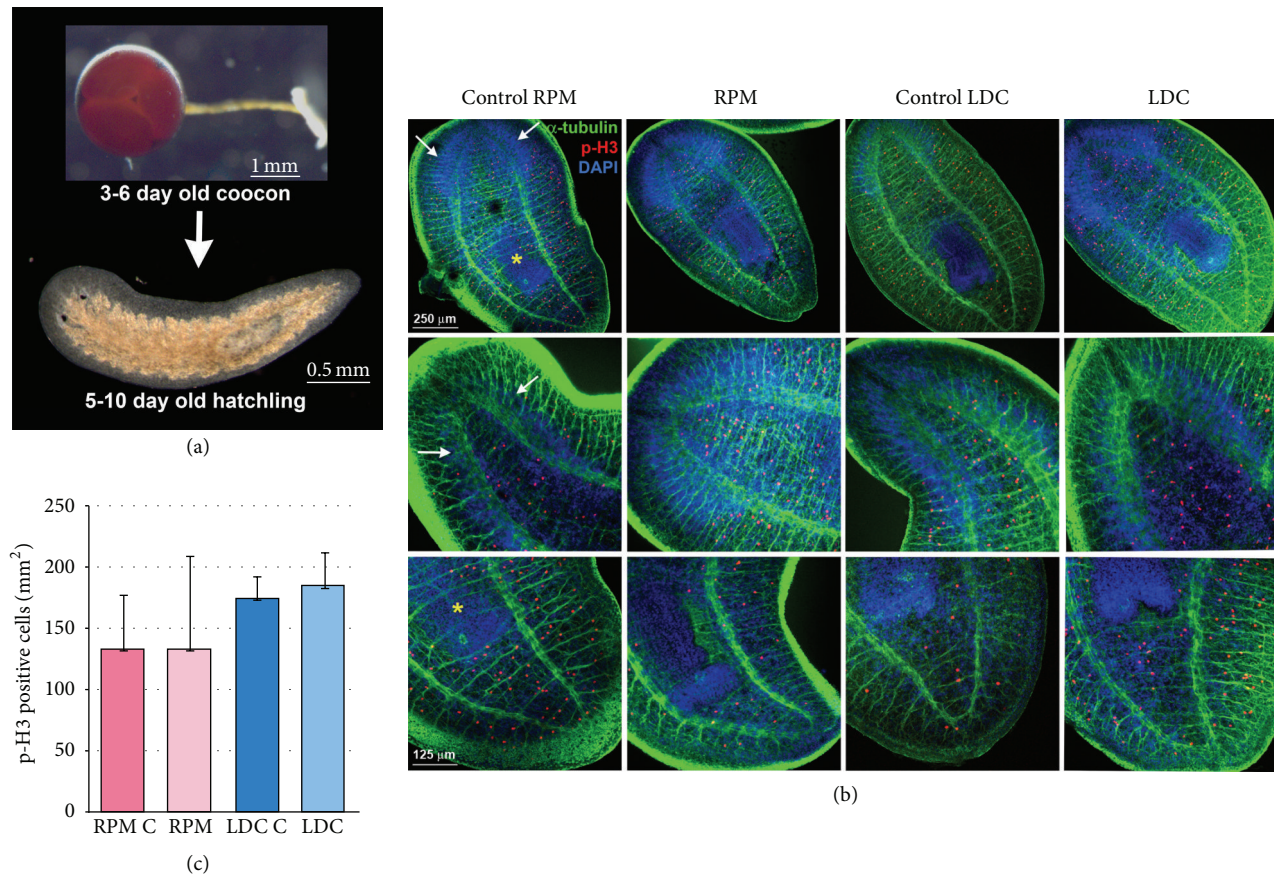 1 mm
3-6 day old coocon
0.5 mm
5-10 day old hatchling
(a)
Control RPM
RPM
Control LDC
LDC
α-tubulin
p-H3
DAPI
*
250 μm
*
125 μm
(b)
p-H3 positive cells (mm²)
250
200
150
100
50
0
RPM C
RPM
LDC C
LDC
(c)